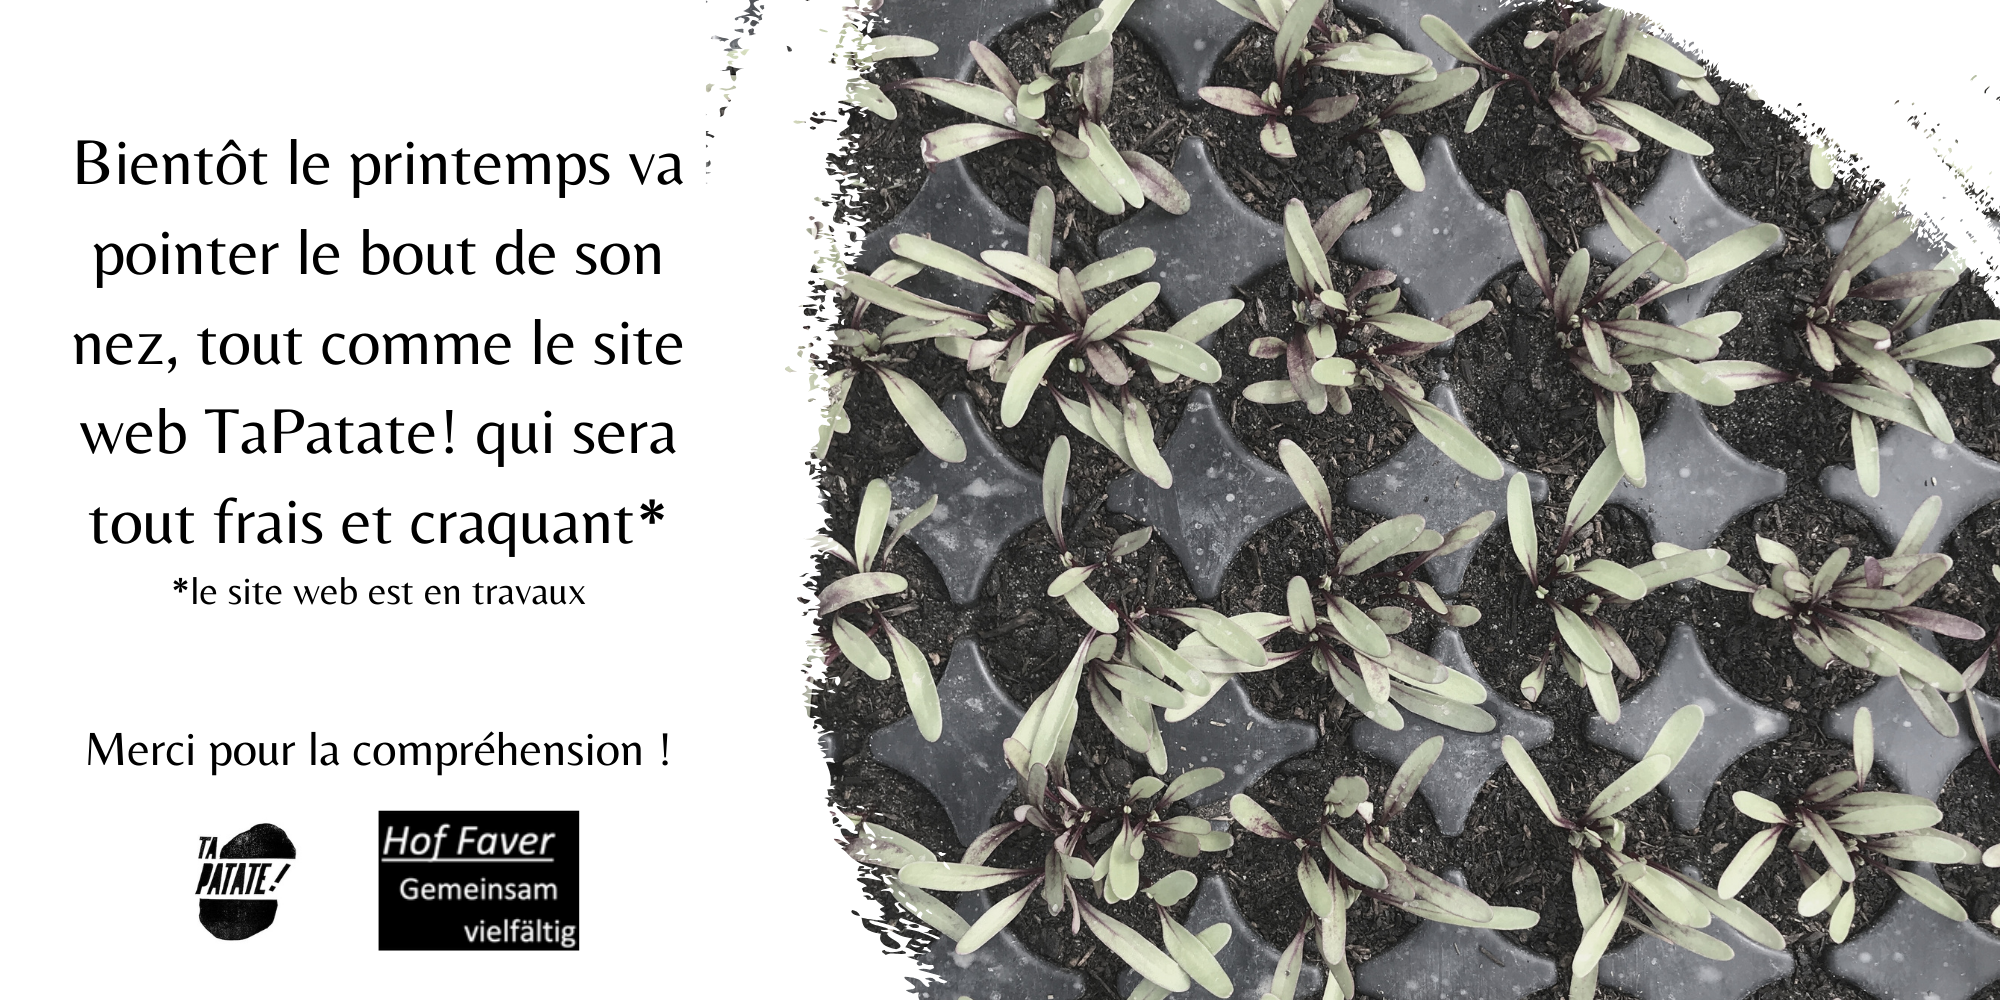 Bientôt le printemps va
pointer le bout de son
nez, tout comme le site
web TaPatate! qui sera
tout frais et craquant*
*le site web est en travaux
Merci pour la compréhension !
TA
PATATE!
Hof Faver
Gemeinsam
vielfältig